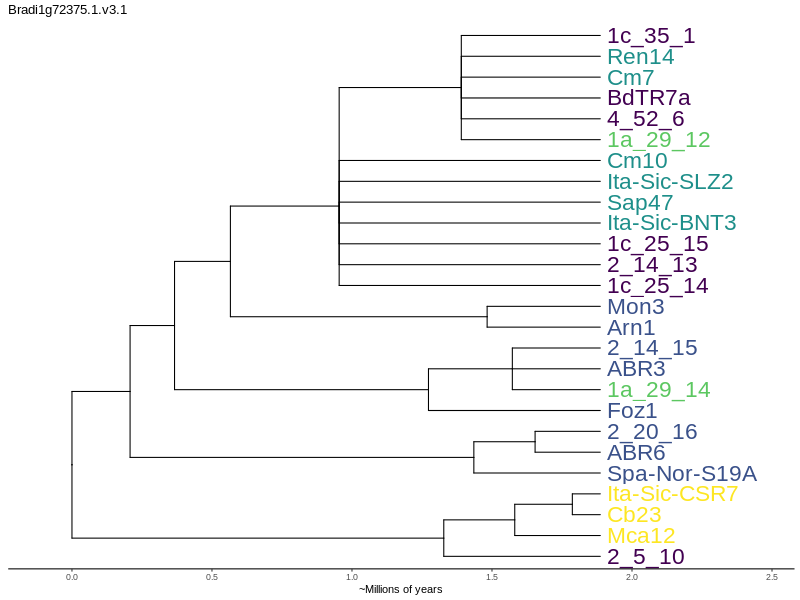 Bradi1g72375.1.v3.1
1c_35_1
Ren14
Cm7
BdTR7a
4_52_6
1a_29_12
Cm10
Ita-Sic-SLZ2
Sap47
Ita-Sic-BNT3
1c_25_15
2_14_13
1c_25_14
Mon3
Arn1
2_14_15
ABR3
1a_29_14
Foz1
2_20_16
ABR6
Spa-Nor-S19A
Ita-Sic-CSR7
Cb23
Mca12
2_5_10
0.0 0.5 1.0 1.5 2.0 2.5
~Millions of years